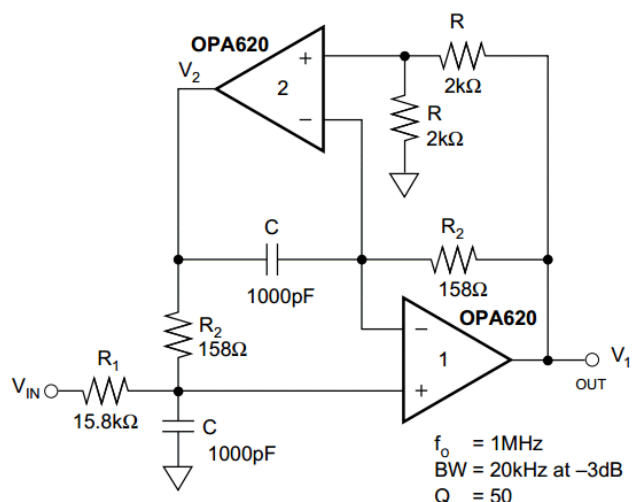 OPA620
V2
+
2
−
R
2kΩ
R
2kΩ
C
1000pF
R2
158Ω
OPA620
−
1
+
V1
OUT
R2
158Ω
R1
VIN
15.8kΩ
C
1000pF
fo = 1MHz
BW = 20kHz at –3dB
Q = 50